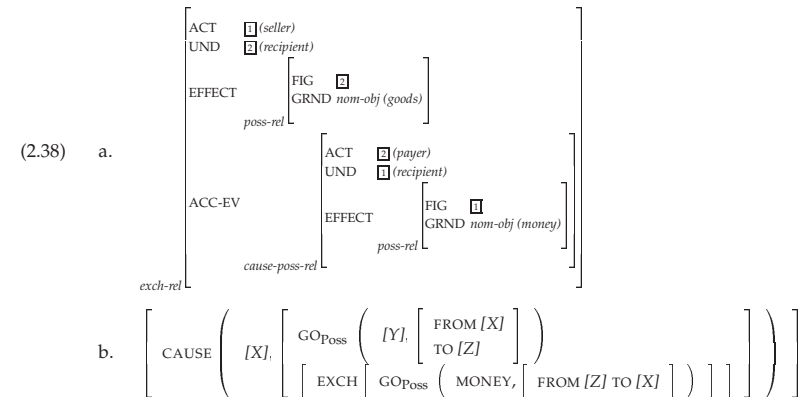 ACT 1 (seller)
UND 2 (recipient)
EFFECT poss-rel [ FIG 2
GRND nom-obj (goods) ]
(2.38) a.
ACC-EV cause-poss-rel [ ACT 2 (payer)
UND 1 (recipient)
EFFECT poss-rel [ FIG 1
GRND nom-obj (money) ] ]
exch-rel
b. [ CAUSE ( [X], [ GOPoss ( [Y], [ FROM [X]
TO [Z] ] )
[ EXCH [ GOPoss ( MONEY, [ FROM [Z] TO [X] ] ) ] ] ] ) ]